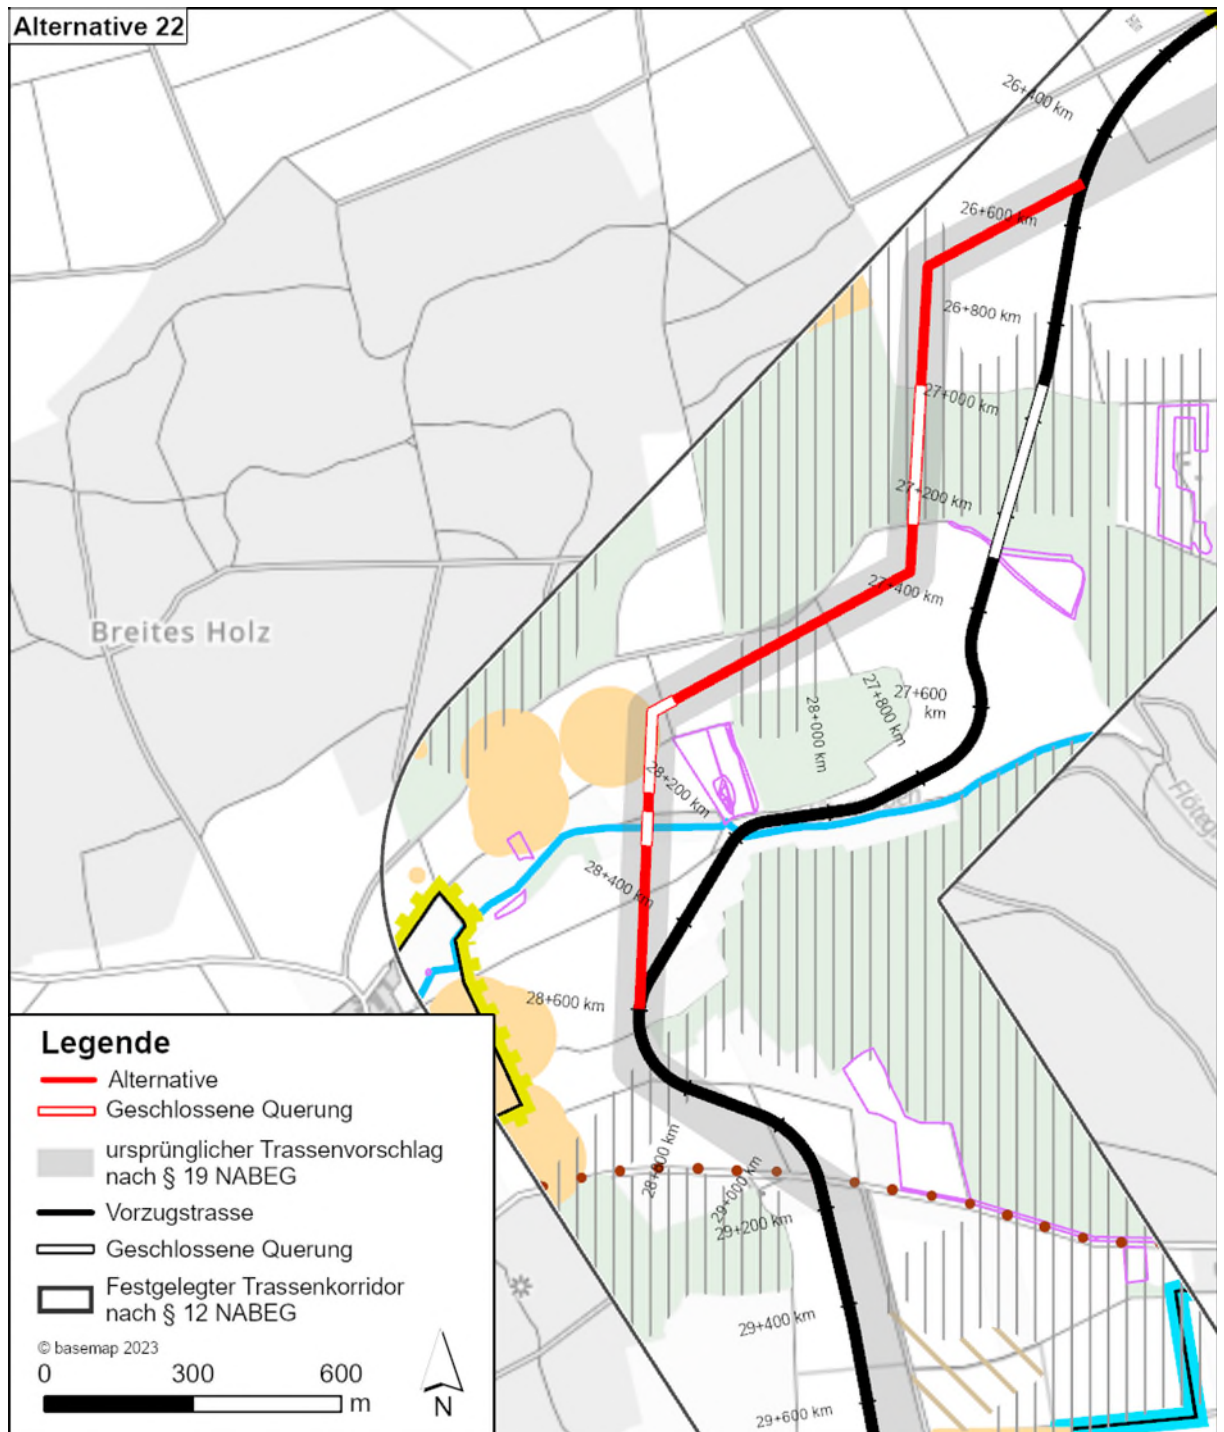 Alternative 22
26+400 km
26+600 km
26+800 km
27+000 km
27+200 km
27+400 km
27+600
km
27+800 km
28+000 km
28+200 km
28+400 km
28+600 km
28+800 km
29+000 km
29+200 km
29+400 km
29+600 km
Breites Holz
Legende
Alternative
Geschlossene Querung
ursprünglicher Trassenvorschlag
nach § 19 NABEG
Vorzugstrasse
Geschlossene Querung
Festgelegter Trassenkorridor
nach § 12 NABEG
© basemap 2023
0 300 600
m
N